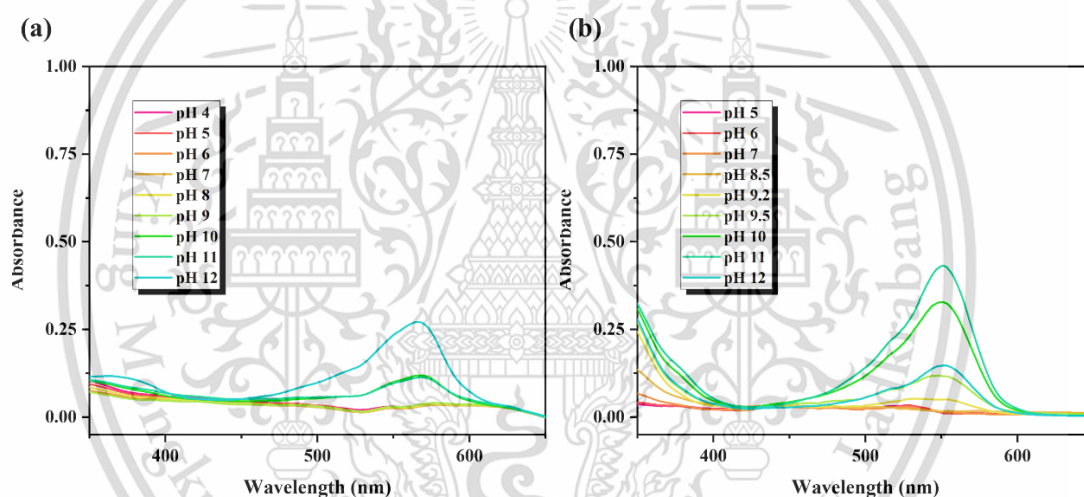 (a)
1.00
0.75
0.50
0.25
0.00
Absorbance
pH 4
pH 5
pH 6
pH 7
pH 8
pH 9
pH 10
pH 11
pH 12
400
500
600
Wavelength (nm)
(b)
1.00
0.75
0.50
0.25
0.00
Absorbance
pH 5
pH 6
pH 7
pH 8.5
pH 9.2
pH 9.5
pH 10
pH 11
pH 12
400
500
600
Wavelength (nm)
King